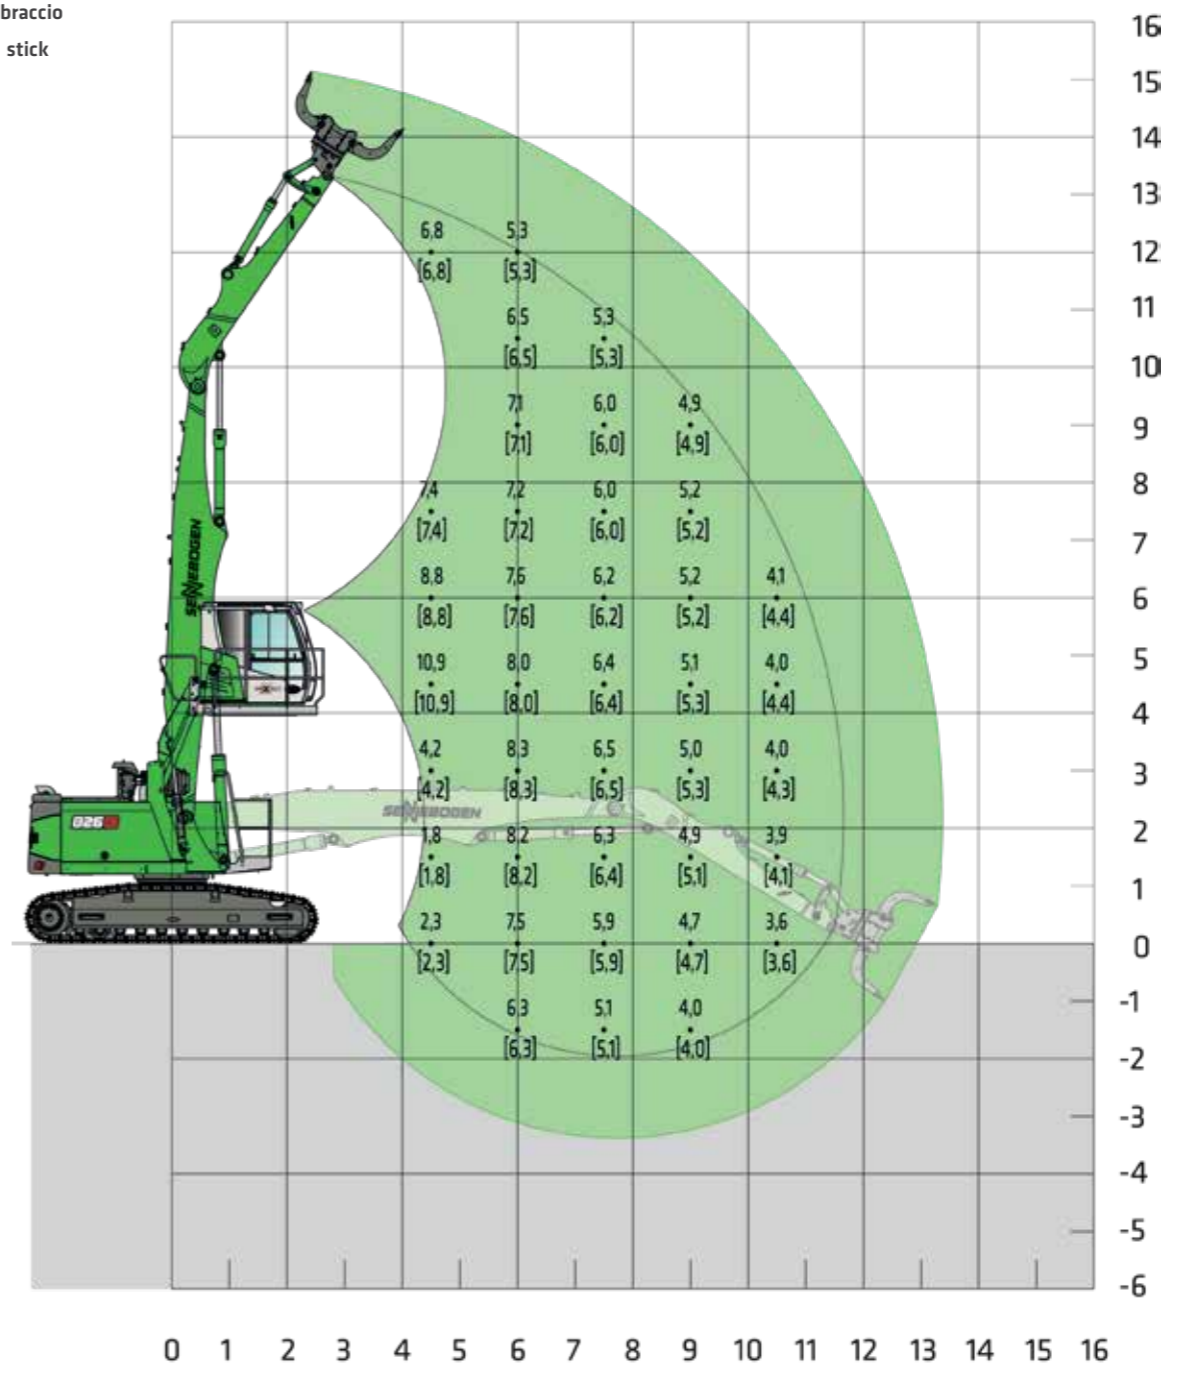 braccio
stick
16
15
14
13
6,8 5,3
12
[6,8] [5,3]
6,5 5,3
11
[6,5] [5,3]
10
7,1 6,0 4,9
9
[7,1] [6,0] [4,9]
7,4 7,2 6,0 5,2
8
[7,4] [7,2] [6,0] [5,2]
7
8,8 7,6 6,2 5,2 4,1
6
[8,8] [7,6] [6,2] [5,2] [4,4]
SENNEBOGEN
10,9 8,0 6,4 5,1 4,0
5
[10,9] [8,0] [6,4] [5,3] [4,4]
4
4,2 8,3 6,5 5,0 4,0
3
[4,2] [8,3] [6,5] [5,3] [4,3]
SENNEBOGEN
826
1,8 8,2 6,3 4,9 3,9
2
[1,8] [8,2] [6,4] [5,1] [4,1]
1
2,3 7,5 5,9 4,7 3,6
0
[2,3] [7,5] [5,9] [4,7] [3,6]
6,3 5,1 4,0
-1
[6,3] [5,1] [4,0]
-2
-3
-4
-5
-6
0 1 2 3 4 5 6 7 8 9 10 11 12 13 14 15 16